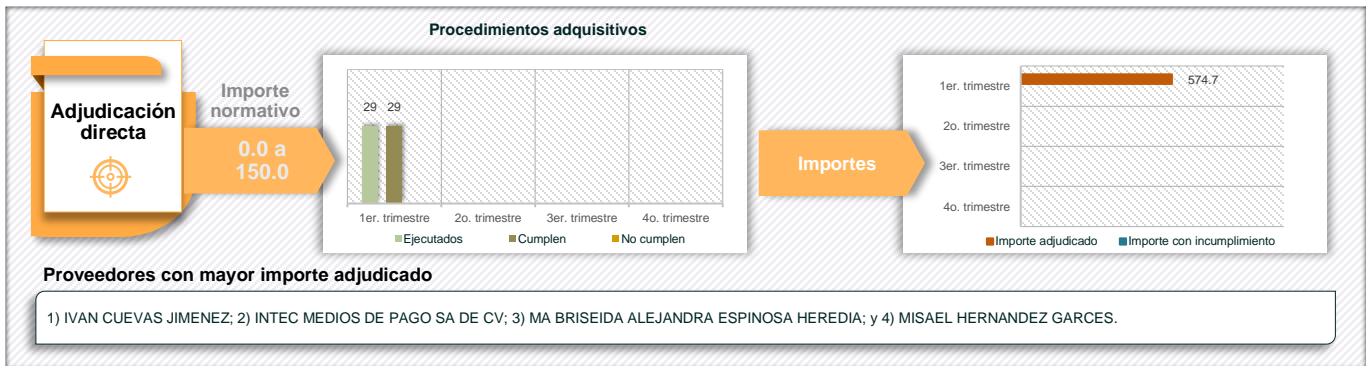 Procedimientos adquisitivos
Adjudicación
directa
Importe
normativo
0.0 a
150.0
29 29
1er. trimestre 2o. trimestre 3er. trimestre 4o. trimestre
Ejecutados Cumplen No cumplen
Importes
1er. trimestre 574.7
2o. trimestre
3er. trimestre
4o. trimestre
Importe adjudicado Importe con incumplimiento
Proveedores con mayor importe adjudicado
1) IVAN CUEVAS JIMENEZ; 2) INTEC MEDIOS DE PAGO SA DE CV; 3) MA BRISEIDA ALEJANDRA ESPINOSA HEREDIA; y 4) MISAEL HERNANDEZ GARCES.